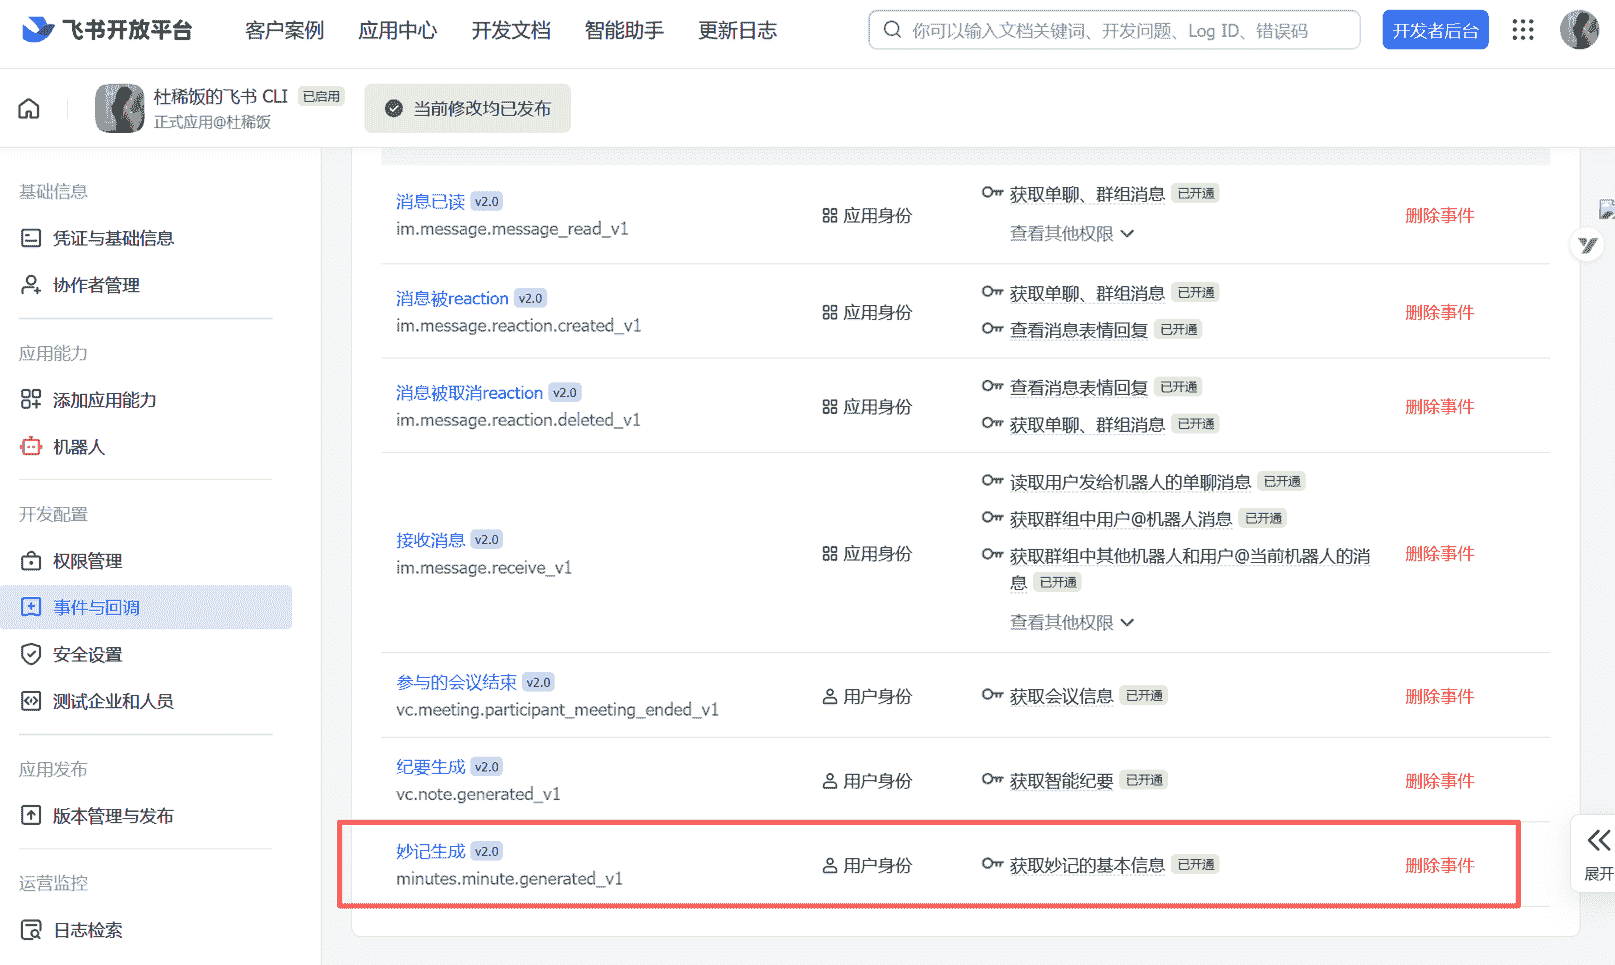 飞书开放平台
客户案例
应用中心
开发文档
智能助手
更新日志
你可以输入文档关键词、开发问题、Log ID、错误码
开发者后台
杜稀饭的飞书 CLI 已启用
正式应用@杜稀饭
当前修改均已发布
基础信息
凭证与基础信息
协作者管理
应用能力
添加应用能力
机器人
开发配置
权限管理
事件与回调
安全设置
测试企业和人员
应用发布
版本管理与发布
运营监控
日志检索
消息已读 v2.0
im.message.message_read_v1
应用身份
获取单聊、群组消息 已开通
查看其他权限
删除事件
消息被reaction v2.0
im.message.reaction.created_v1
应用身份
获取单聊、群组消息 已开通
查看消息表情回复 已开通
删除事件
消息被取消reaction v2.0
im.message.reaction.deleted_v1
应用身份
查看消息表情回复 已开通
获取单聊、群组消息 已开通
删除事件
接收消息 v2.0
im.message.receive_v1
应用身份
读取用户发给机器人的单聊消息 已开通
获取群组中用户@机器人消息 已开通
获取群组中其他机器人和用户@当前机器人的消
息 已开通
查看其他权限
删除事件
参与的会议结束 v2.0
vc.meeting.participant_meeting_ended_v1
用户身份
获取会议信息 已开通
删除事件
纪要生成 v2.0
vc.note.generated_v1
用户身份
获取智能纪要 已开通
删除事件
妙记生成 v2.0
minutes.minute.generated_v1
用户身份
获取妙记的基本信息 已开通
删除事件
展开